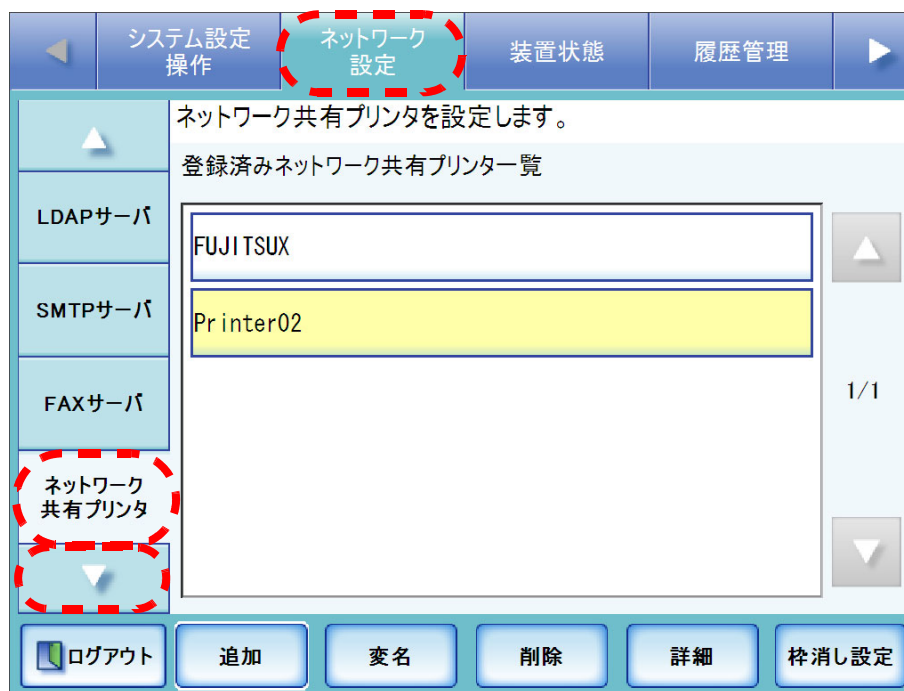 システム設定
操作
ネットワーク
設定
装置状態
履歴管理
ネットワーク共有プリンタを設定します。
登録済みネットワーク共有プリンタ一覧
LDAPサーバ
SMTPサーバ
FAXサーバ
ネットワーク
共有プリンタ
FUJITSUX
Printer02
1/1
ログアウト
追加
変名
削除
詳細
枠消し設定